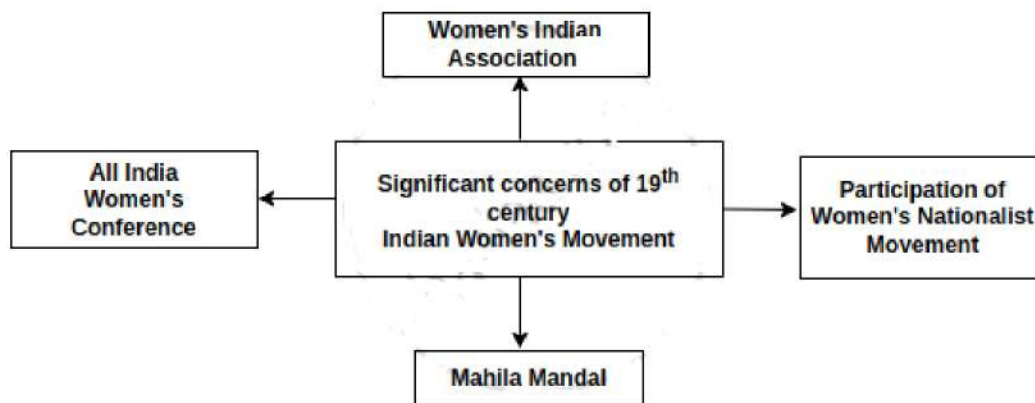 Women's Indian
Association
All India
Women's
Conference
Significant concerns of 19th
century
Indian Women's Movement
Participation of
Women's Nationalist
Movement
Mahila Mandal